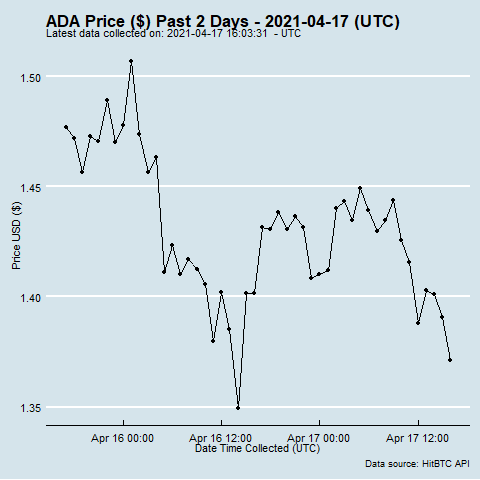 ADA Price ($) Past 2 Days - 2021-04-17 (UTC)
Latest data collected on: 2021-04-17 16:03:31  - UTC
1.50
1.45
1.40
1.35
Price USD ($)
Apr 16 00:00
Apr 16 12:00
Apr 17 00:00
Apr 17 12:00
Date Time Collected (UTC)
Data source: HitBTC API